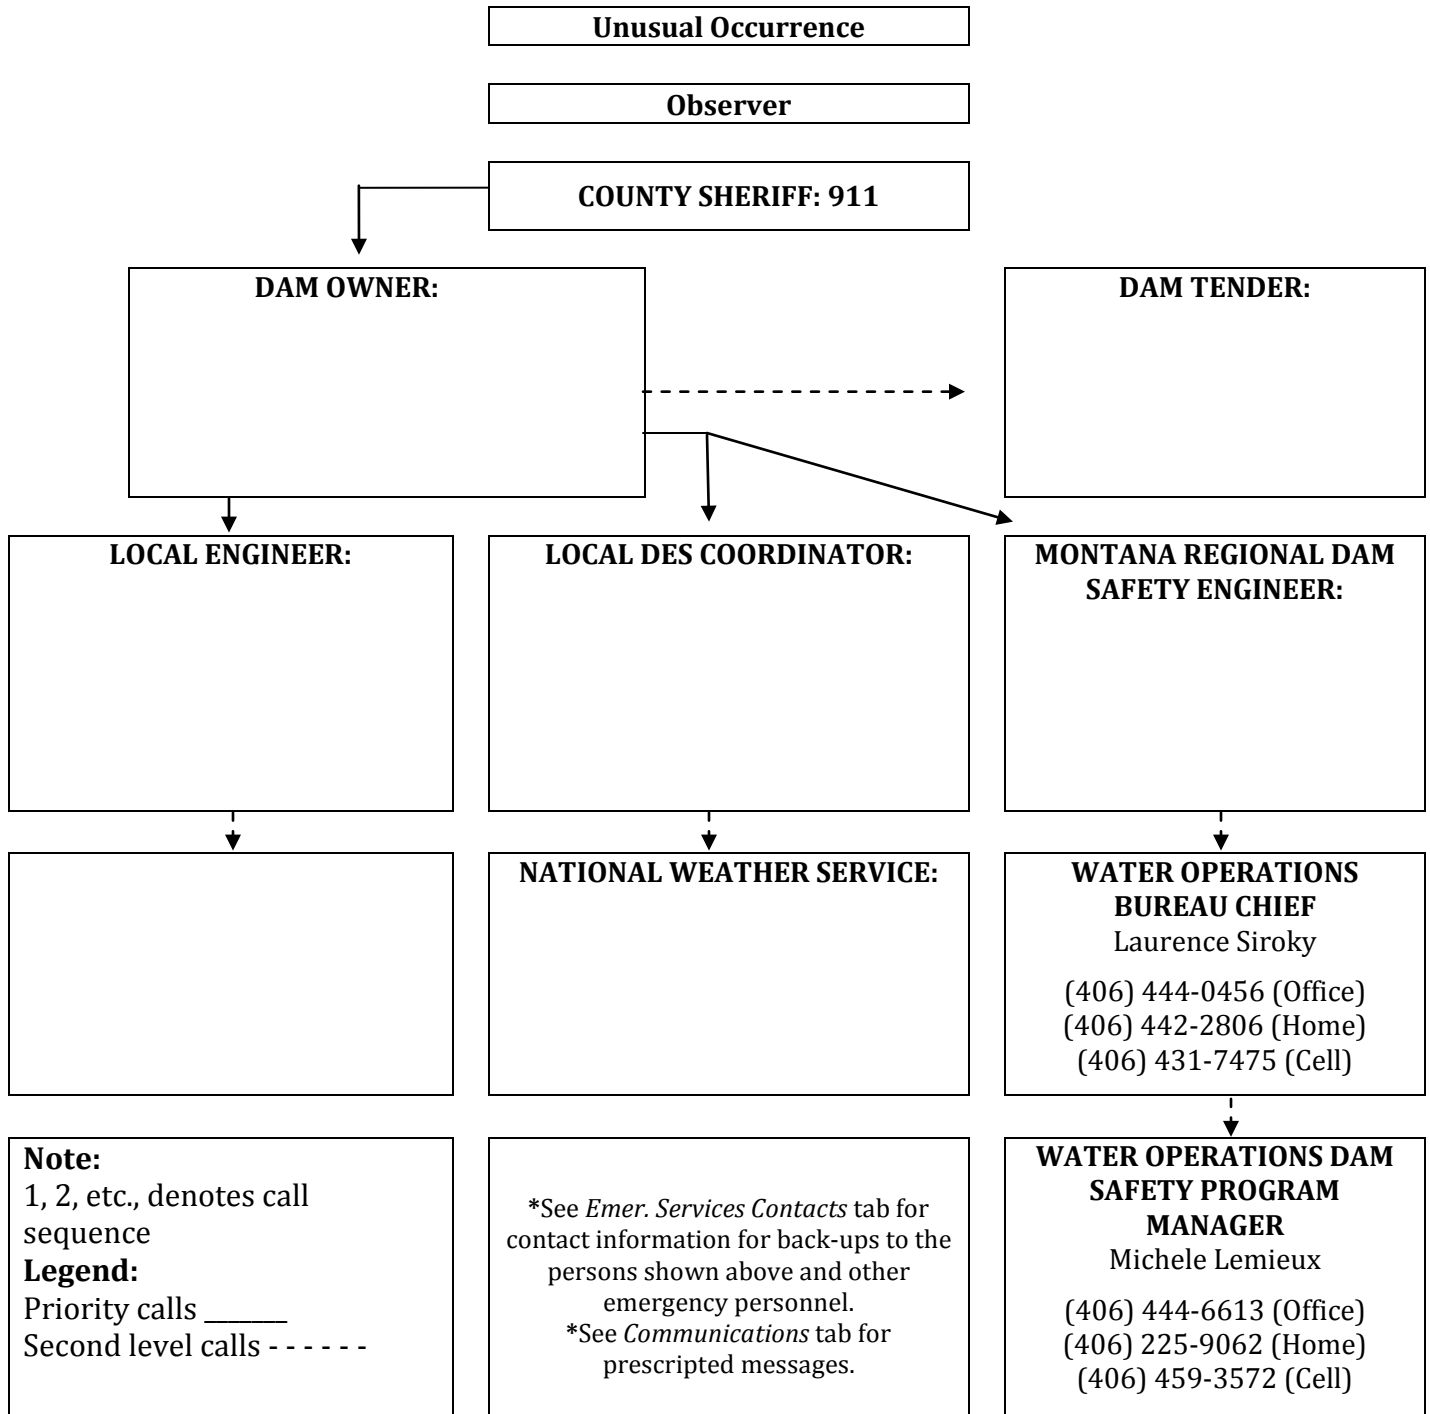 Unusual Occurrence
Observer
COUNTY SHERIFF: 911
DAM OWNER:
DAM TENDER:
LOCAL ENGINEER:
LOCAL DES COORDINATOR:
MONTANA REGIONAL DAM
SAFETY ENGINEER:
NATIONAL WEATHER SERVICE:
WATER OPERATIONS
BUREAU CHIEF
Laurence Siroky
(406) 444-0456 (Office)
(406) 442-2806 (Home)
(406) 431-7475 (Cell)
Note:
1, 2, etc., denotes call
sequence
Legend:
Priority calls _______
Second level calls - - - - - -
*See Emer. Services Contacts tab for
contact information for back-ups to the
persons shown above and other
emergency personnel.
*See Communications tab for
prescripted messages.
WATER OPERATIONS DAM
SAFETY PROGRAM
MANAGER
Michele Lemieux
(406) 444-6613 (Office)
(406) 225-9062 (Home)
(406) 459-3572 (Cell)